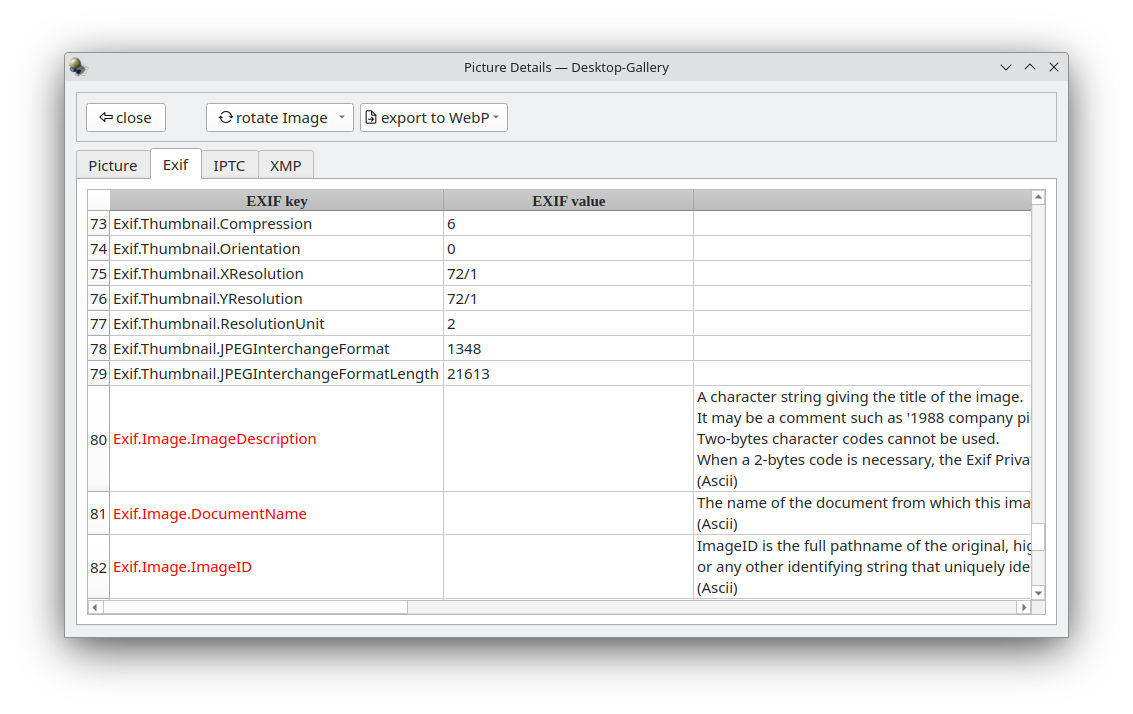 Picture Details — Desktop-Gallery
close
rotate Image
export to WebP
Picture
Exif
IPTC
XMP
EXIF key EXIF value
73 Exif.Thumbnail.Compression 6
74 Exif.Thumbnail.Orientation 0
75 Exif.Thumbnail.XResolution 72/1
76 Exif.Thumbnail.YResolution 72/1
77 Exif.Thumbnail.ResolutionUnit 2
78 Exif.Thumbnail.JPEGInterchangeFormat 1348
79 Exif.Thumbnail.JPEGInterchangeFormatLength 21613
80 Exif.Image.ImageDescription
A character string giving the title of the image.
It may be a comment such as '1988 company pi
Two-bytes character codes cannot be used.
When a 2-bytes code is necessary, the Exif Priva
(Ascii)
81 Exif.Image.DocumentName
The name of the document from which this ima
(Ascii)
82 Exif.Image.ImageID
ImageID is the full pathname of the original, hig
or any other identifying string that uniquely ide
(Ascii)